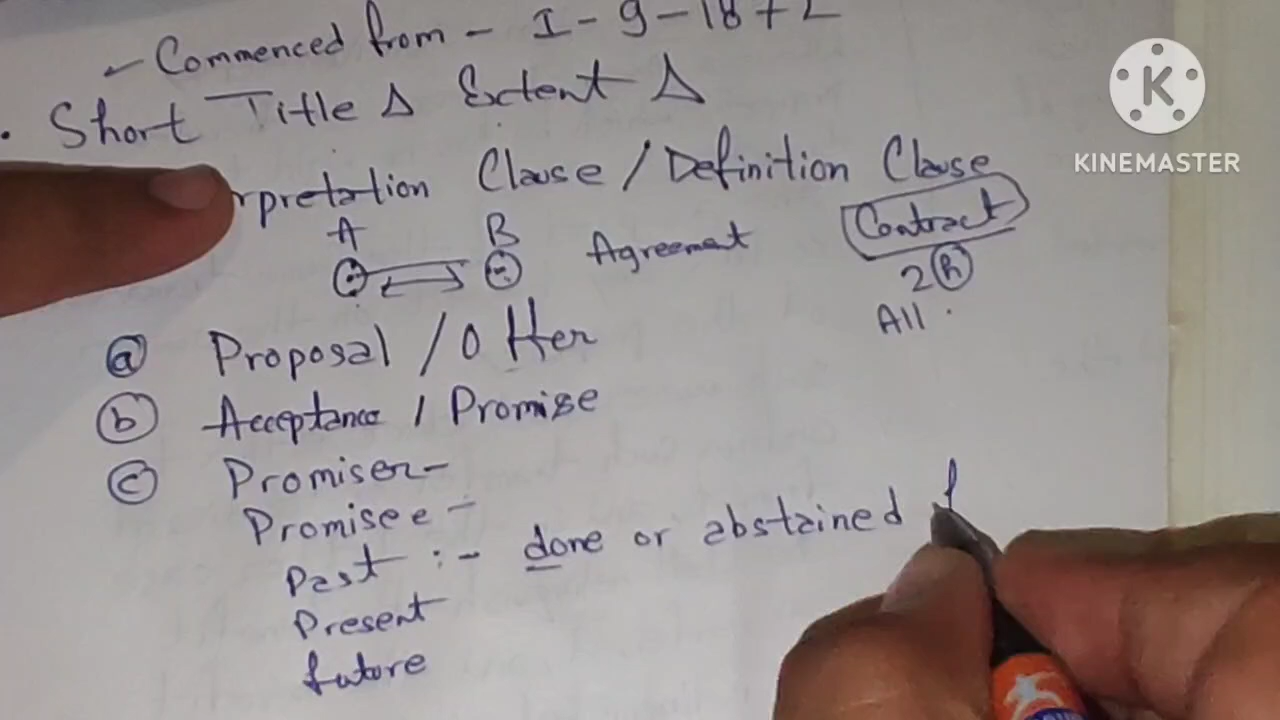 Commenced from - 1-9-1872
. Short Title Δ Extent Δ
rpretation Clause / Definition Clause
A B Agreement Contract
2(h)
All .
(a) Proposal / Offer
(b) Acceptance / Promise
(c) Promiser-
Promisee -
Past :- done or abstained f
Present
future
K
KINEMASTER